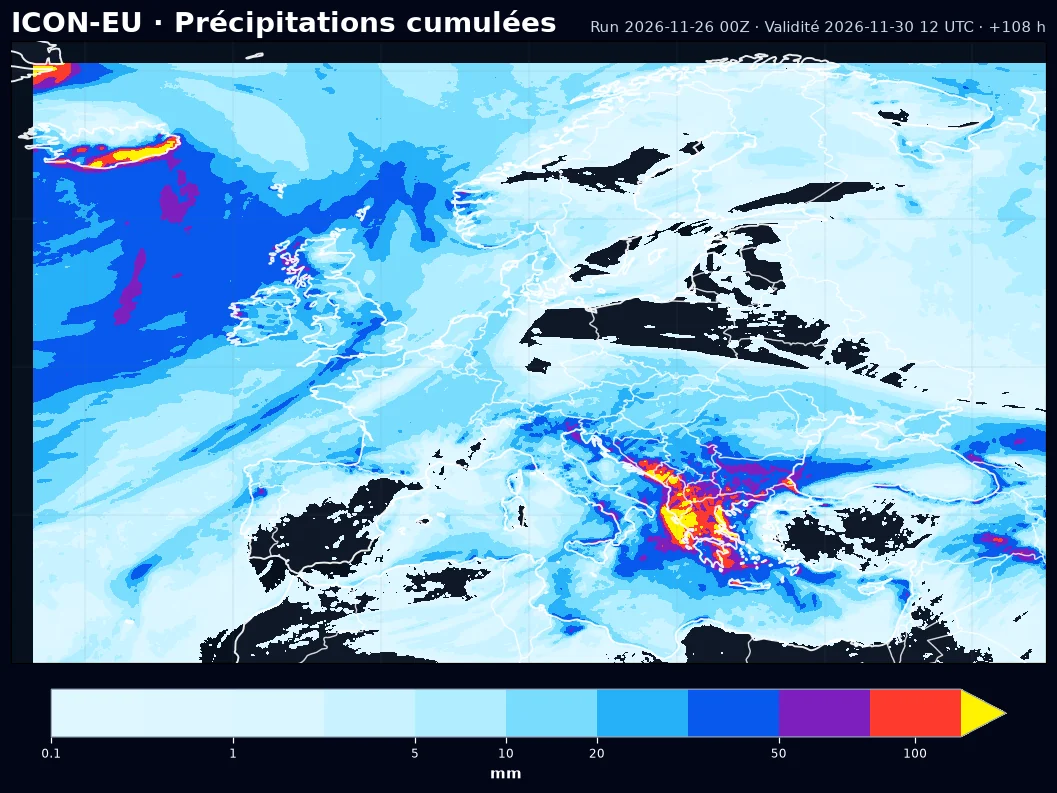 ICON-EU · Précipitations cumulées
Run 2026-11-26 00Z · Validité 2026-11-30 12 UTC · +108 h
0.1 1 5 10 20 50 100
mm